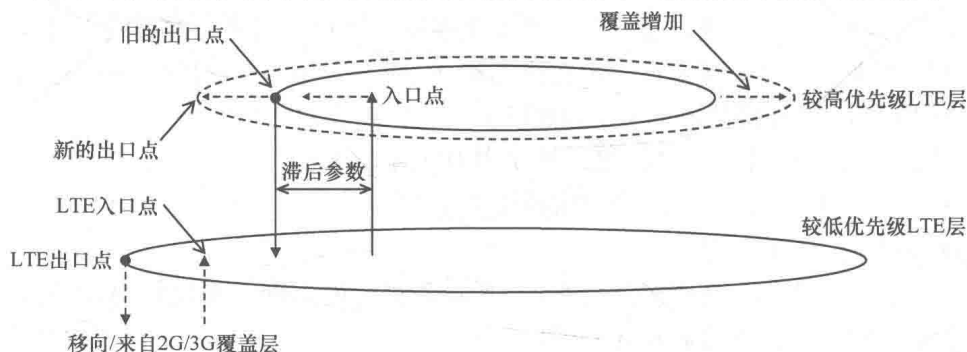 旧的出口点
覆盖增加
入口点
较高优先级LTE层
新的出口点
滞后参数
LTE入口点
较低优先级LTE层
LTE出口点
移向/来自2G/3G覆盖层